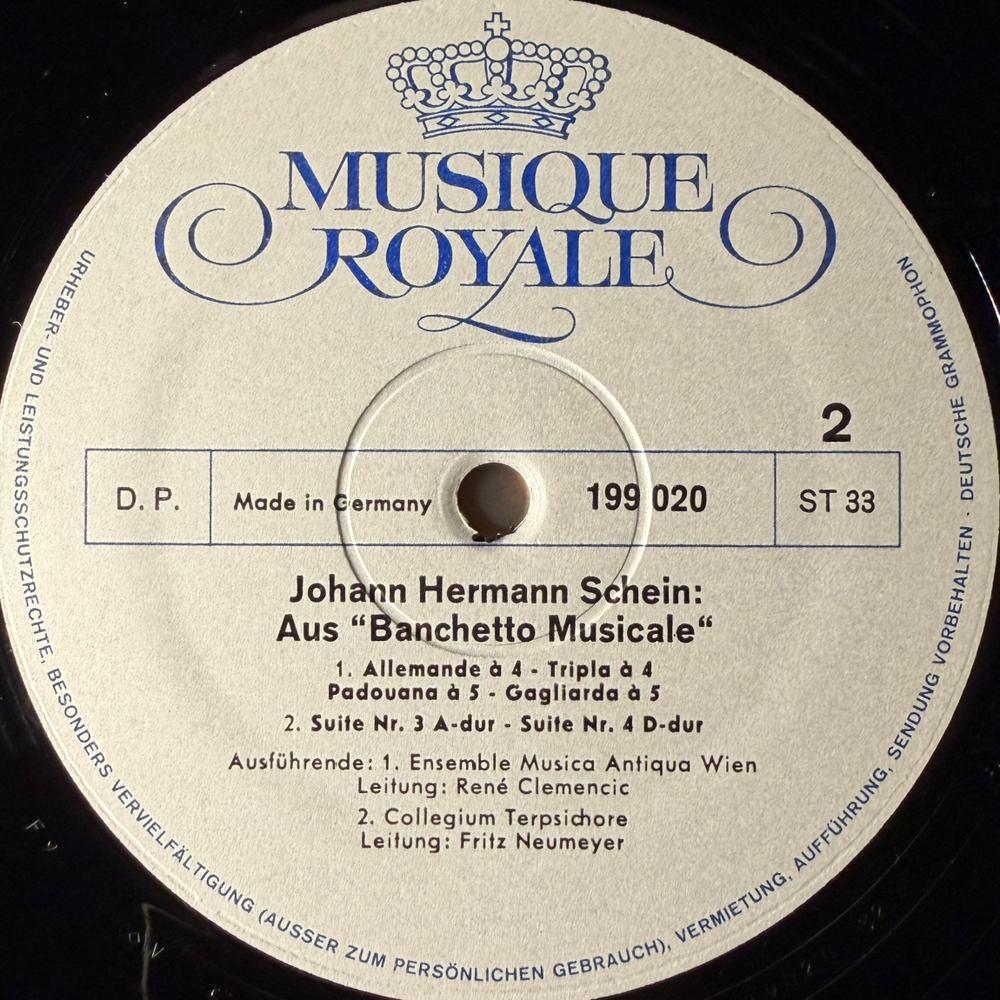 MUSIQUE
ROYALE
2
D. P.
Made in Germany
199 020
ST 33
Johann Hermann Schein:
Aus “Banchetto Musicale“
1. Allemande à 4 - Tripla à 4
Padouana à 5 - Gagliarda à 5
2. Suite Nr. 3 A-dur - Suite Nr. 4 D-dur
Ausführende: 1. Ensemble Musica Antiqua Wien
Leitung: René Clemencic
2. Collegium Terpsichore
Leitung: Fritz Neumeyer
URHEBER- UND LEISTUNGSSCHUTZRECHTE, BESONDERS VERVIELFÄLTIGUNG (AUSSER ZUM PERSÖNLICHEN GEBRAUCH), VERMIETUNG, AUFFÜHRUNG, SENDUNG VORBEHALTEN · DEUTSCHE GRAMMOPHON